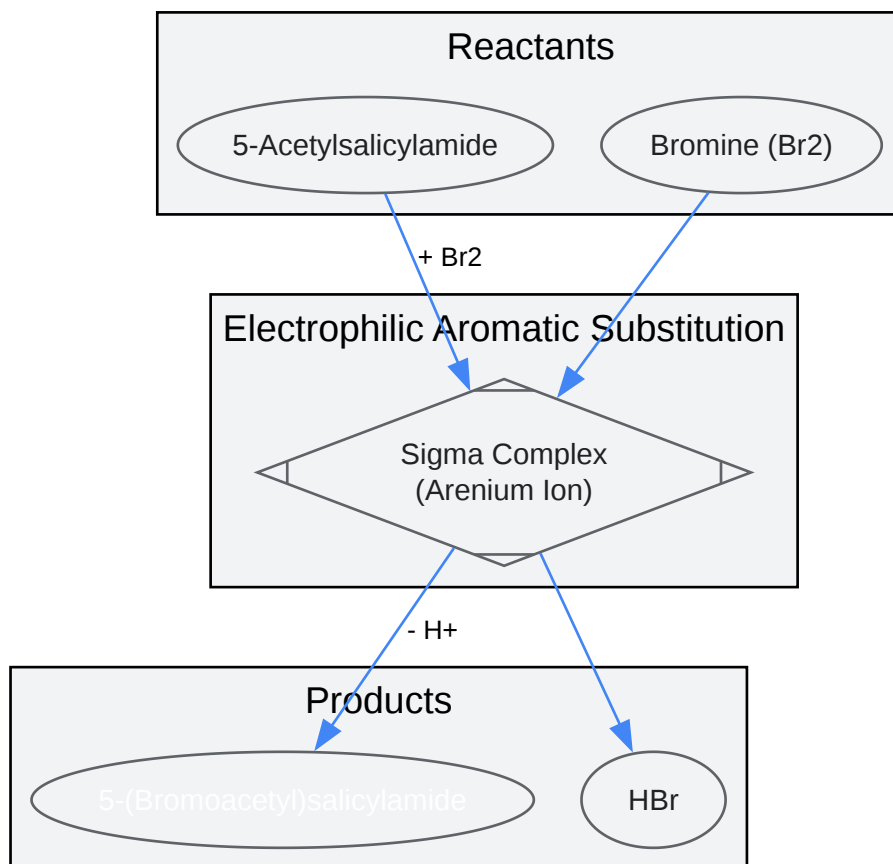 Reactants
5-Acetylsalicylamide
Bromine (Br2)
+ Br2
Electrophilic Aromatic Substitution
Sigma Complex
(Arenium Ion)
- H+
Products
5-(Bromoacetyl)salicylamide
HBr